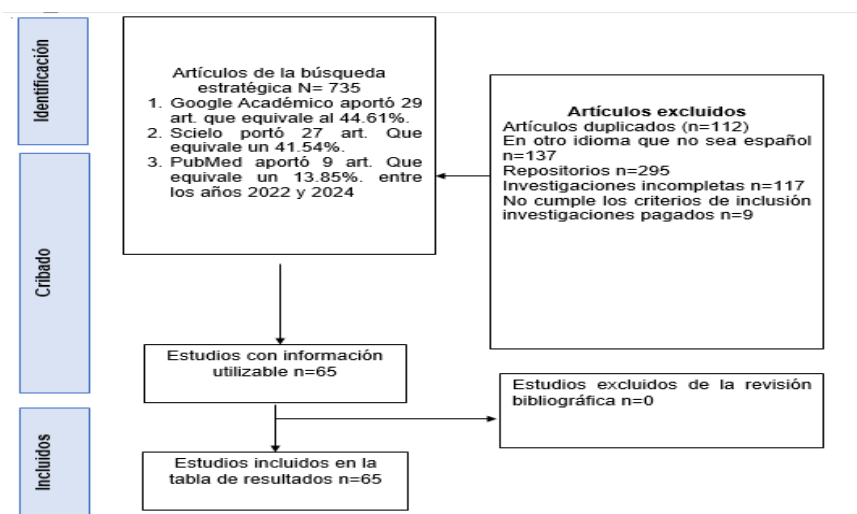 Identificación
Artículos de la búsqueda
estratégica N= 735
1. Google Académico aportó 29
art. que equivale al 44.61%.
2. Scielo portó 27 art. Que
equivale un 41.54%.
3. PubMed aportó 9 art. Que
equivale un 13.85%. entre
los años 2022 y 2024
Artículos excluidos
Artículos duplicados (n=112)
En otro idioma que no sea español
n=137
Repositorios n=295
Investigaciones incompletas n=117
No cumple los criterios de inclusión
investigaciones pagados n=9
Cribado
Estudios con información
utilizable n=65
Estudios excluidos de la revisión
bibliográfica n=0
Incluidos
Estudios incluidos en la
tabla de resultados n=65